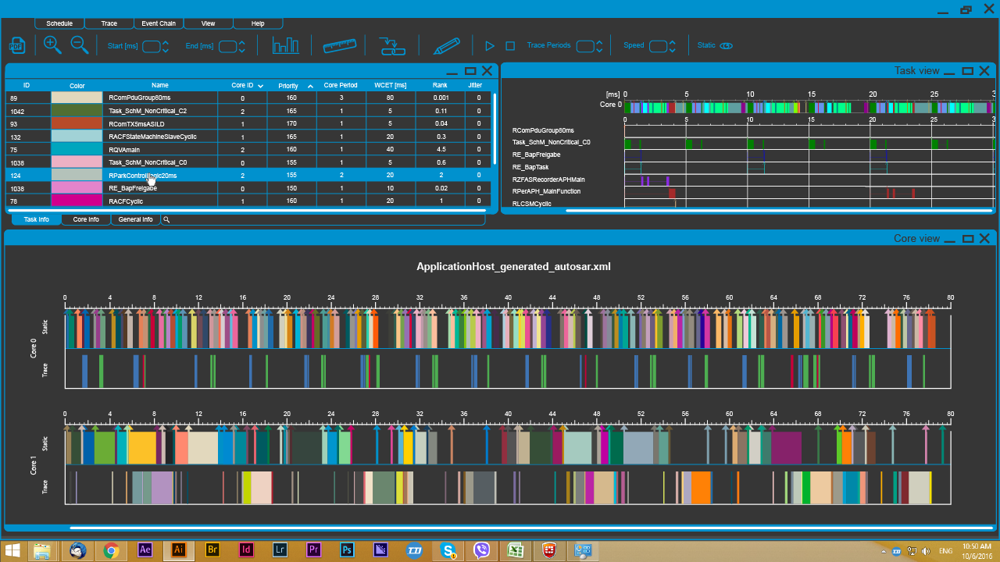 Schedule Trace Event Chain View Help
PDF Start [ms] End [ms] Trace Periods Speed Static
Task view
ID Color Name Core ID Priority Core Period WCET [ms] Rank Jitter
89 RComPduGroup80ms 0 160 3 80 0.001 0
1042 Task_SchM_NonCritical_C2 2 165 1 5 0.11 0
93 RComTX5msASILD 1 170 1 5 0.04 0
132 RACFStateMachineSlaveCyclic 1 165 1 20 0.3 0
75 RQVAmain 2 160 1 40 4.5 0
1038 Task_SchM_NonCritical_C0 0 155 1 5 0.6 0
124 RParkControlLogic20ms 2 155 2 20 2 0
1038 RE_BapFreigabe 0 150 1 10 0.02 0
78 RACFCyclic 1 160 1 20 1 0
Task Info Core Info General Info
[ms] 0 5 10 15 20 25 3
Core 0
0 5 10 15 20 25 3
RComPduGroup80ms
Task_SchM_NonCritical_C0
RE_BapFreigabe
RE_BapTask
RZFASRecorderAPHMain
RPerAPH_MainFunction
RLCSMCyclic
Core view
ApplicationHost_generated_autosar.xml
0 4 8 12 16 20 24 28 32 36 40 44 48 52 56 60 64 68 72 76 80
Core 0
Static
Trace
0 4 8 12 16 20 24 28 32 36 40 44 48 52 56 60 64 68 72 76 80
Core 1
Static
Trace
Ae Ai Br Id Lr Pr Ps TD S X TD ENG 10:50 AM
10/6/2016